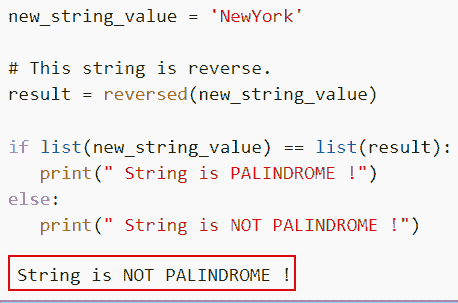 new_string_value = 'NewYork'
# This string is reverse.
result = reversed(new_string_value)
if list(new_string_value) == list(result):
   print(" String is PALINDROME !")
else:
   print(" String is NOT PALINDROME !")
String is NOT PALINDROME !